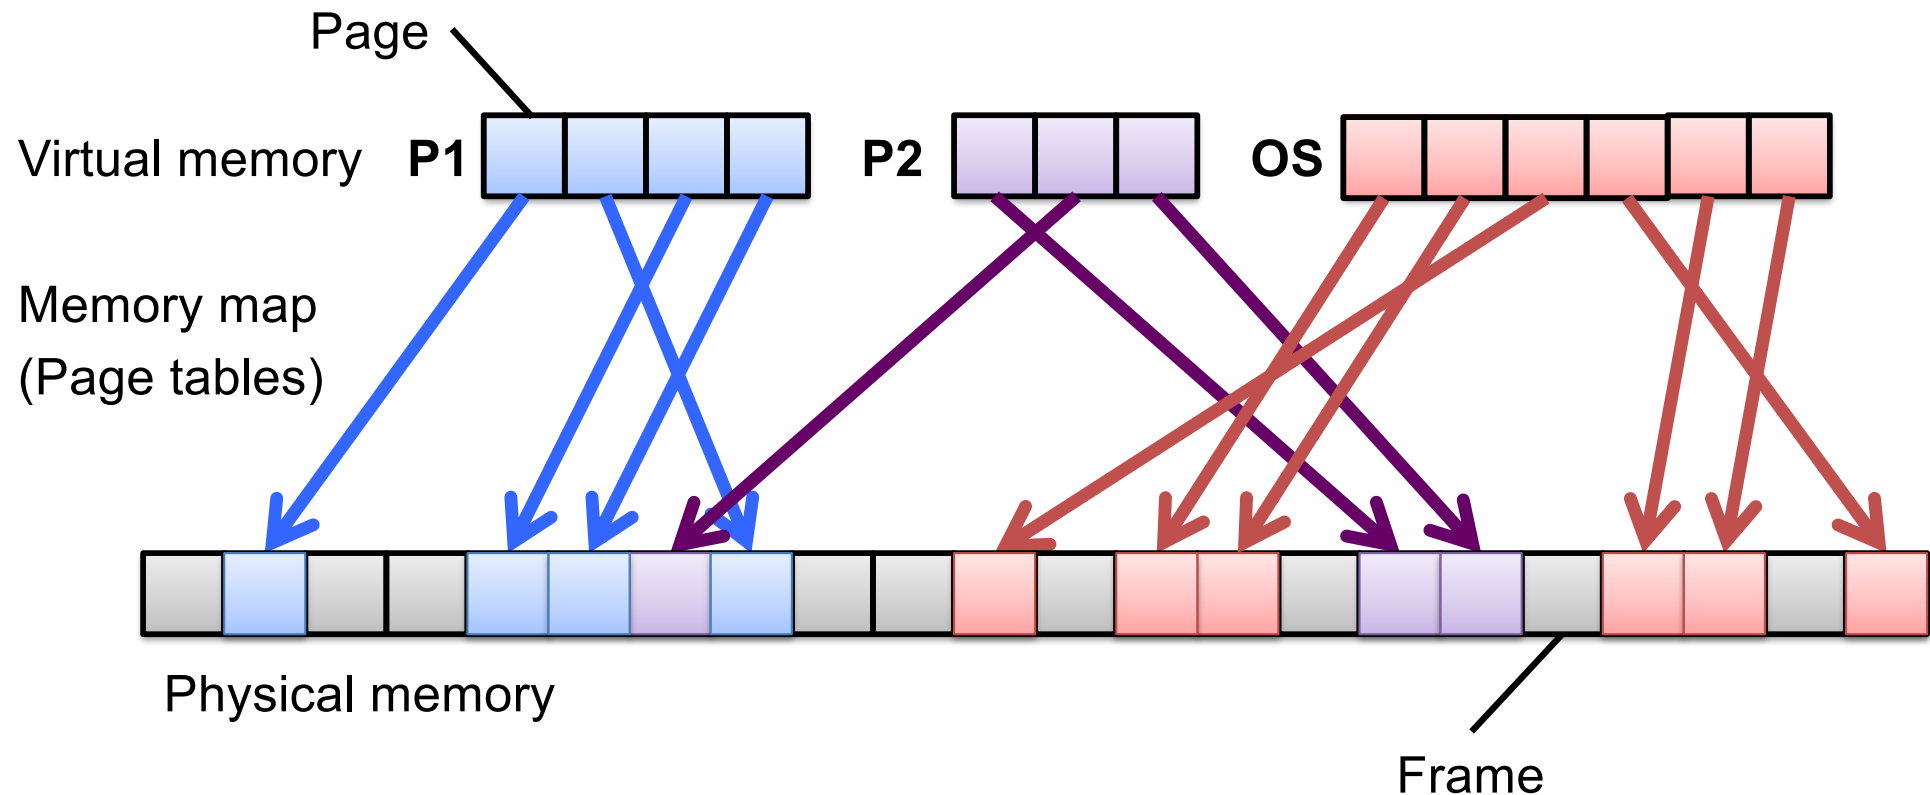 Page
Virtual memory P1 P2 OS
Memory map
(Page tables)
Physical memory
Frame